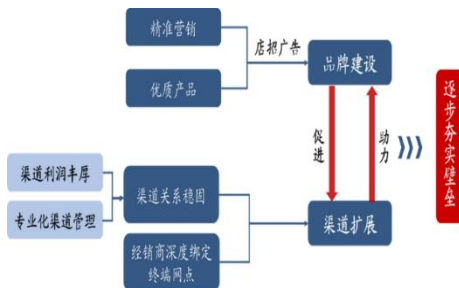 精准营销
店招广告
优质产品
品牌建设
促进
助力
逐步夯实壁垒
渠道利润丰厚
专业化渠道管理
渠道关系稳固
经销商深度绑定
终端网点
渠道扩展